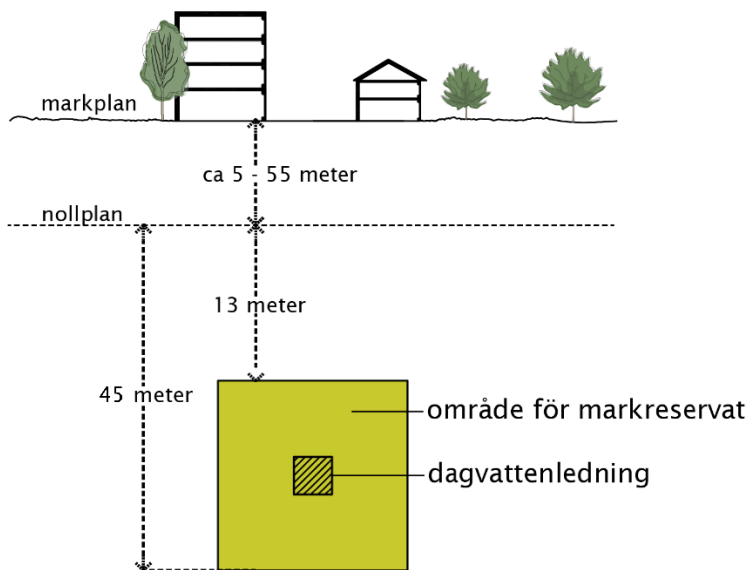 markplan
ca 5 - 55 meter
nollplan
13 meter
45 meter
område för markreservat
dagvattenledning